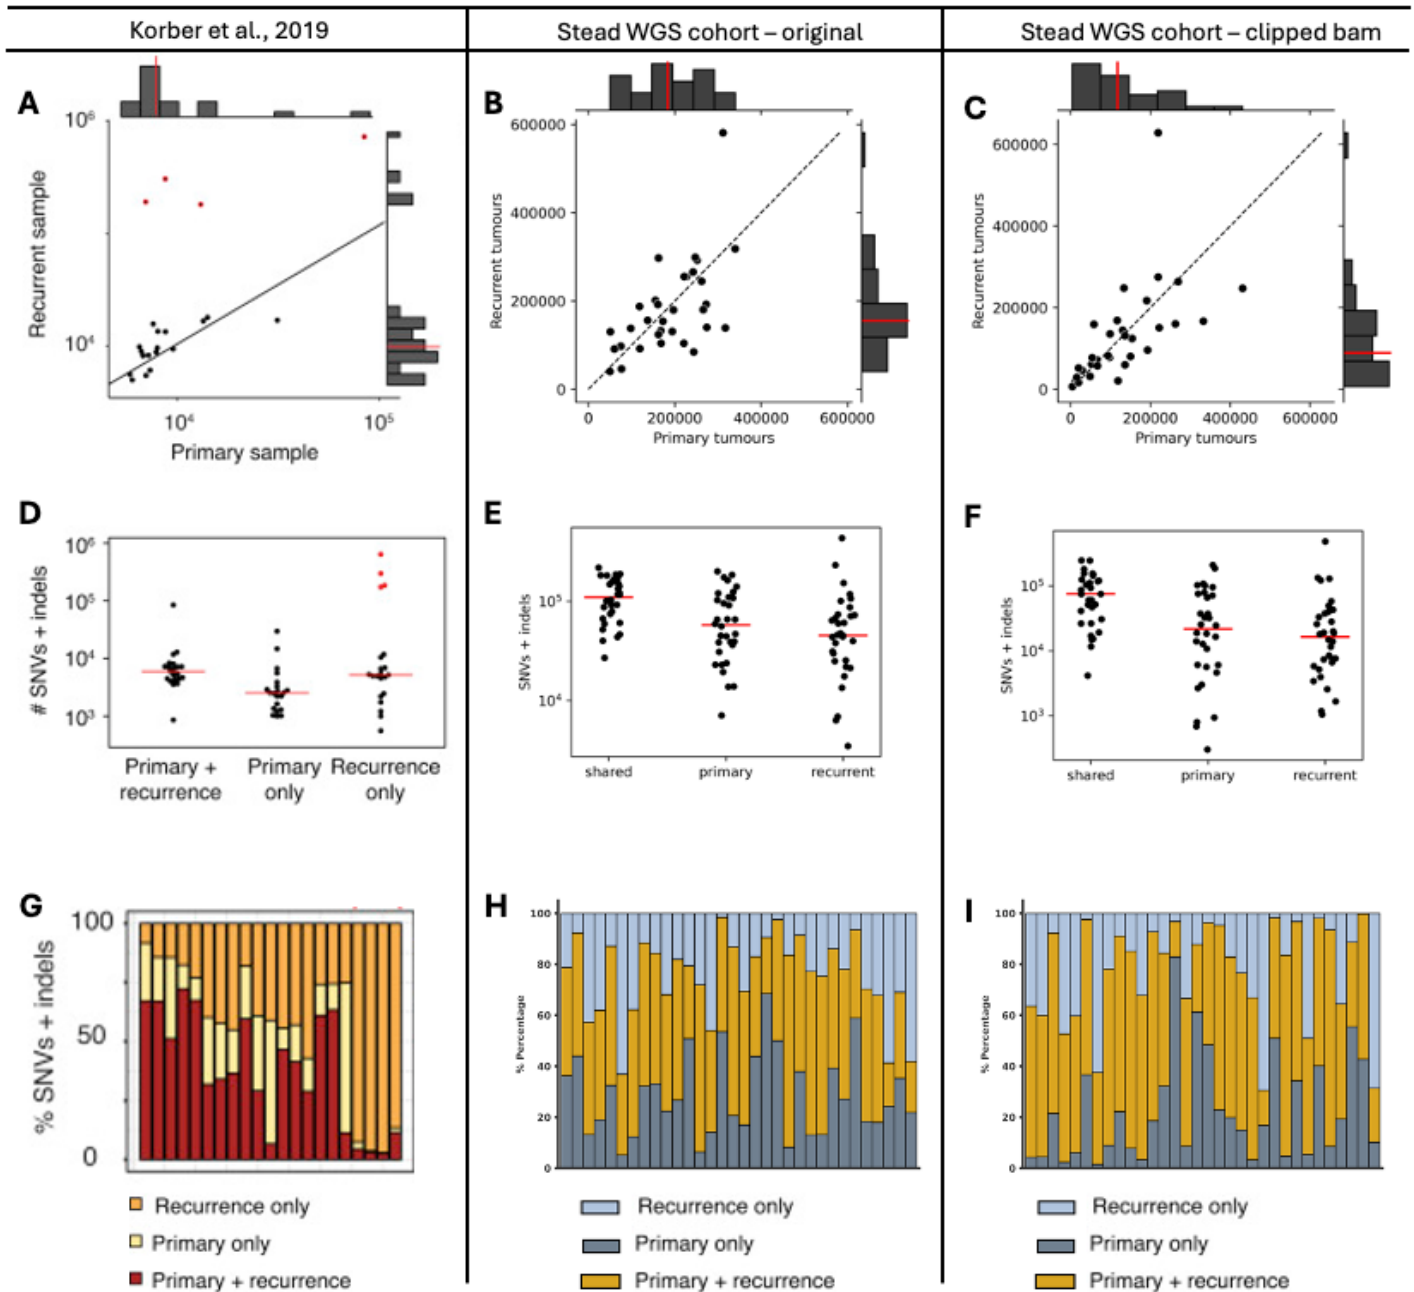 Korber et al., 2019
Stead WGS cohort – original
Stead WGS cohort – clipped bam
A
10⁶
10⁴
Recurrent sample
10⁴
10⁵
Primary sample
B
600000
400000
200000
0
Recurrent tumours
0
200000
400000
600000
Primary tumours
C
600000
400000
200000
0
Recurrent tumours
0
200000
400000
600000
Primary tumours
D
10⁶
10⁵
10⁴
10³
# SNVs + indels
Primary +
recurrence
Primary
only
Recurrence
only
E
10⁵
10⁴
SNVs + indels
shared
primary
recurrent
F
10⁵
10⁴
10³
SNVs + indels
shared
primary
recurrent
G
100
50
0
% SNVs + indels
Recurrence only
Primary only
Primary + recurrence
H
100
80
60
40
20
0
% Percentage
Recurrence only
Primary only
Primary + recurrence
I
100
80
60
40
20
0
% Percentage
Recurrence only
Primary only
Primary + recurrence